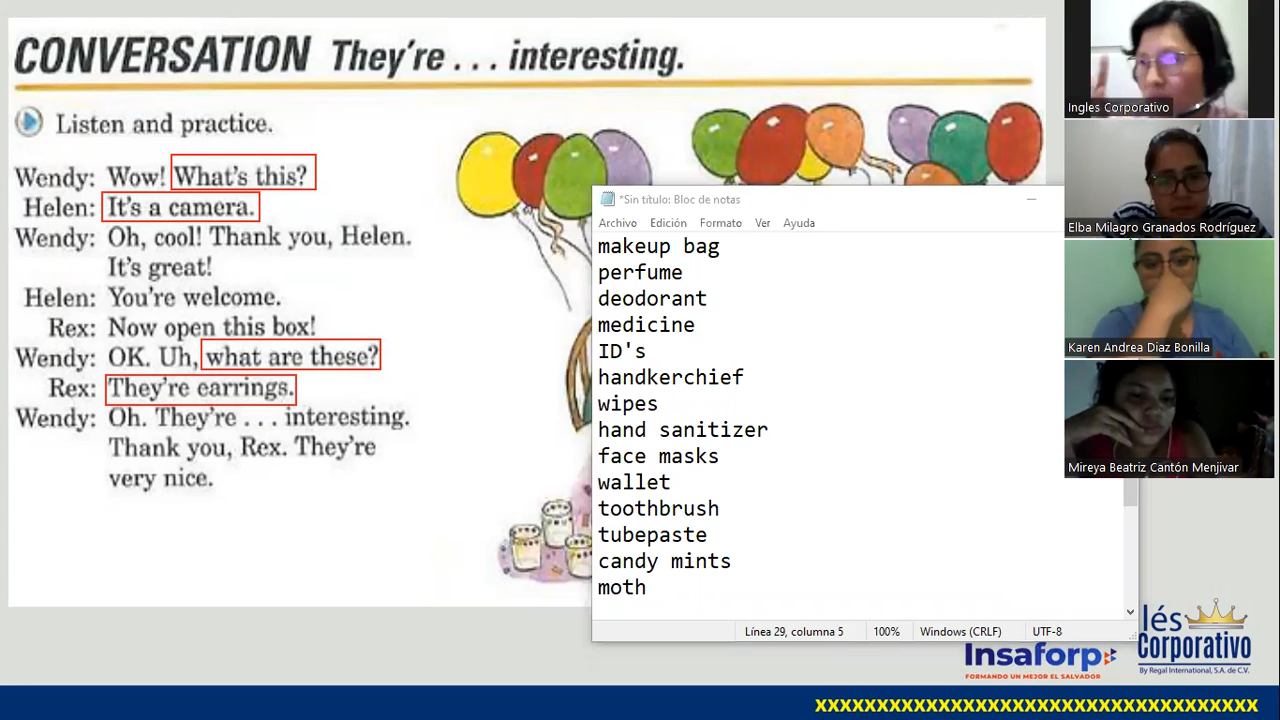 CONVERSATION They're . . . interesting.
Listen and practice.
Wendy: Wow! What's this?
Helen: It's a camera.
Wendy: Oh, cool! Thank you, Helen.
It's great!
Helen: You're welcome.
Rex: Now open this box!
Wendy: OK. Uh, what are these?
Rex: They're earrings.
Wendy: Oh. They're . . . interesting.
Thank you, Rex. They're
very nice.
*Sin título: Bloc de notas
Archivo Edición Formato Ver Ayuda
makeup bag
perfume
deodorant
medicine
ID's
handkerchief
wipes
hand sanitizer
face masks
wallet
toothbrush
tubepaste
candy mints
moth
Línea 29, columna 5 100% Windows (CRLF) UTF-8
Ingles Corporativo
Elba Milagro Granados Rodríguez
Karen Andrea Diaz Bonilla
Mireya Beatriz Cantón Menjivar
Insaforp
FORMANDO UN MEJOR EL SALVADOR
lés
Corporativo
By Regal International, S.A. de C.V.
XXXXXXXXXXXXXXXXXXXXXXXXXXXXXXXXXX